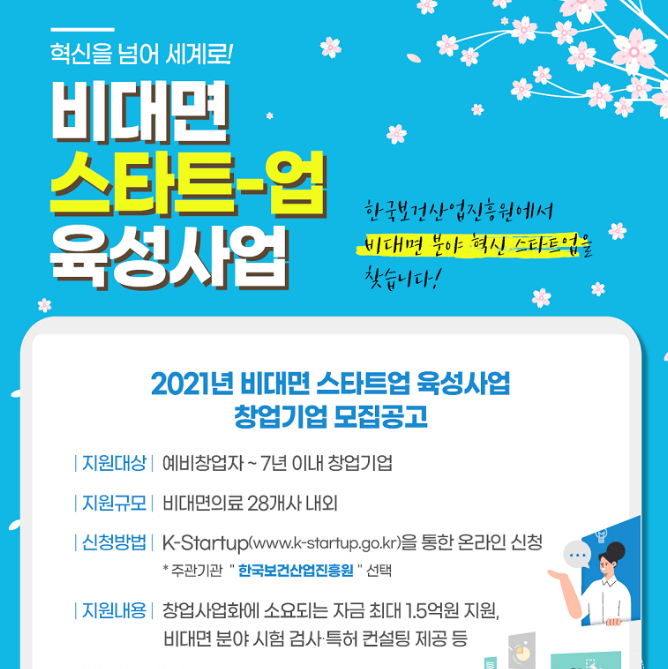 혁신을 넘어 세계로!
비대면
스타트-업
육성사업
한국보건산업진흥원에서
비대면 분야 혁신 스타트업을
찾습니다!
2021년 비대면 스타트업 육성사업
창업기업 모집공고
| 지원대상 | 예비창업자 ~ 7년 이내 창업기업
| 지원규모 | 비대면의료 28개사 내외
| 신청방법 | K-Startup(www.k-startup.go.kr)을 통한 온라인 신청
* 주관기관 " 한국보건산업진흥원 " 선택
| 지원내용 | 창업사업화에 소요되는 자금 최대 1.5억원 지원,
비대면 분야 시험 검사·특허 컨설팅 제공 등